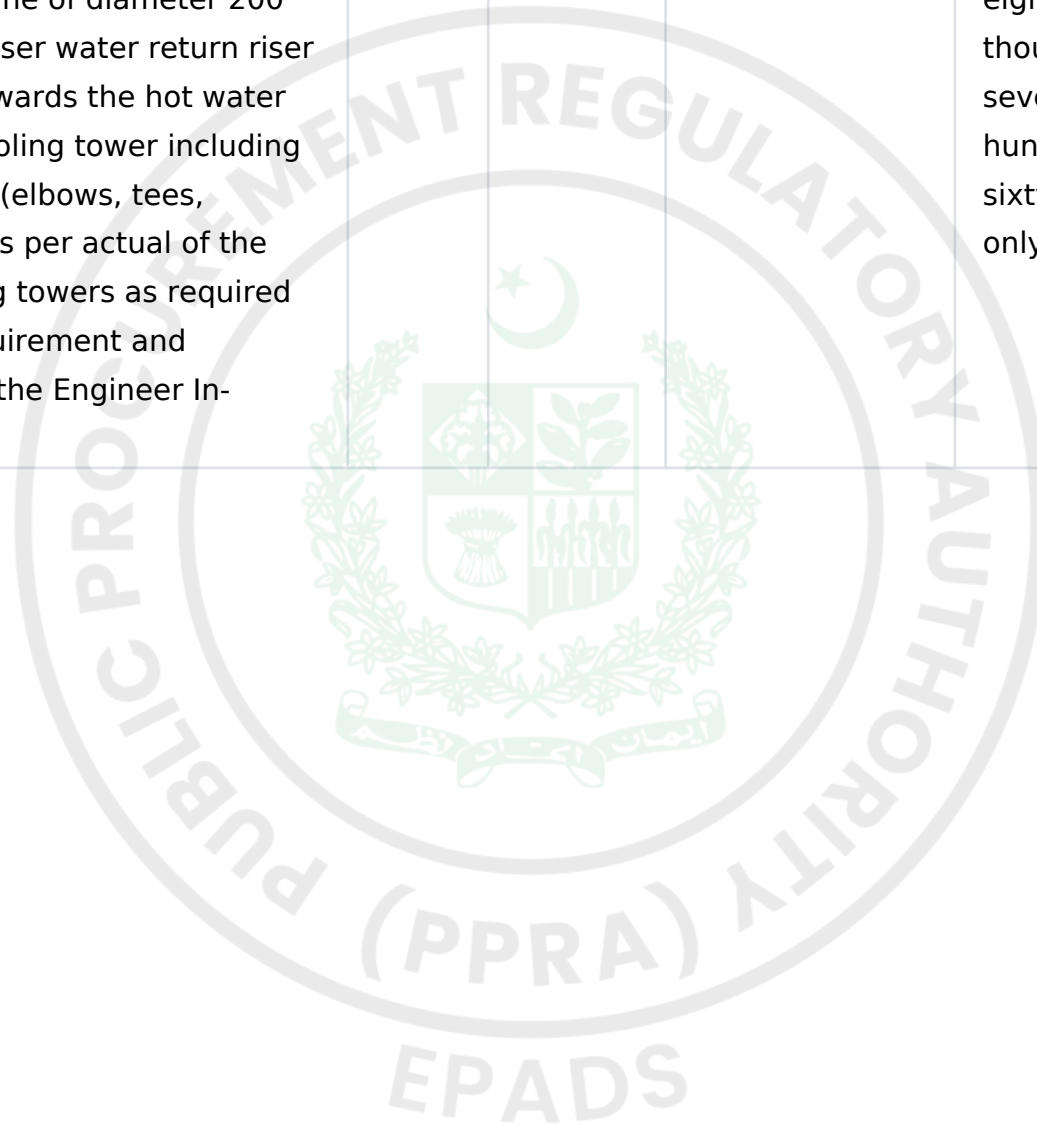 ne of diameter 200
ser water return riser
wards the hot water
oling tower including
(elbows, tees,
s per actual of the
g towers as required
uirement and
the Engineer In-
eigh
thou
seve
hun
sixt
only
PUBLIC PROCUREMENT REGULATORY AUTHORITY
(PPRA)
EPADS